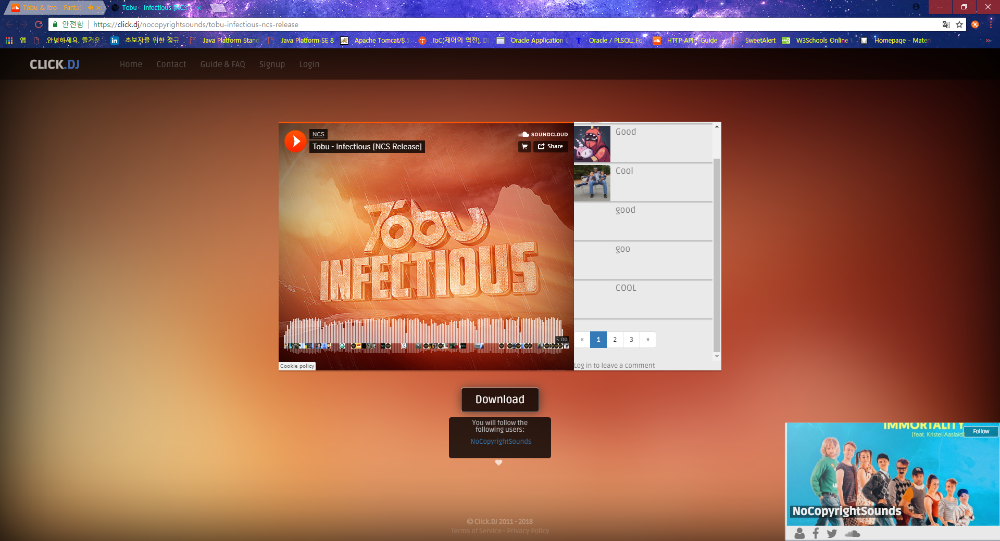 Tobu & Itro - Fanta
Tobu - Infectious [NCS
안전함
https://click.dj/nocopyrightsounds/tobu-infectious-ncs-release
앱
안녕하세요. 즐거운
초보자를 위한 정규
Java Platform Stand
Java Platform SE 8
Apache Tomcat/8.5
IoC(제어의 역전), D
Oracle Application
Oracle / PLSQL:
HTTP API - Guide
SweetAlert
W3Schools Online
Homepage - Materi
CLICK.DJ
Home
Contact
Guide & FAQ
Signup
Login
NCS
Tobu - Infectious [NCS Release]
SOUNDCLOUD
Share
TOBU
INFECTIOUS
5:00
Cookie policy
Good
Cool
good
goo
COOL
« 1 2 3 »
Log in to leave a comment
Download
You will follow the
following users:
NoCopyrightSounds
IMMORTALITY
(feat. Kristel Aaslaid)
Follow
NoCopyrightSounds
© Click.DJ 2011 - 2018
Terms of Service - Privacy Policy